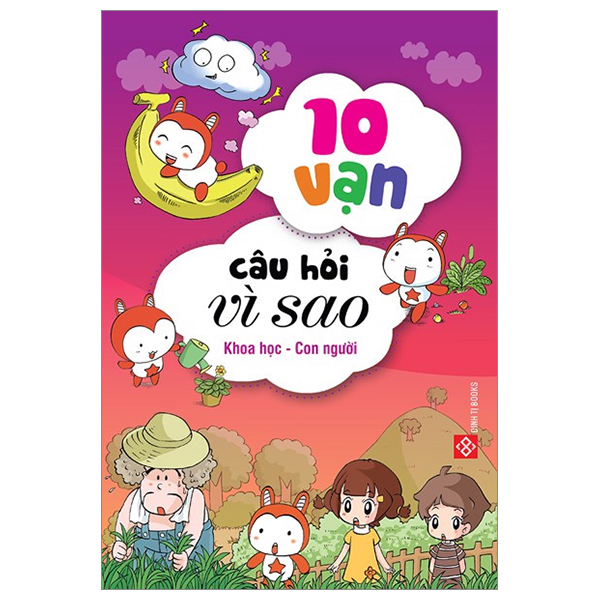 10
vạn
câu hỏi
vì sao
Khoa học - Con người
ĐINH TỊ BOOKS